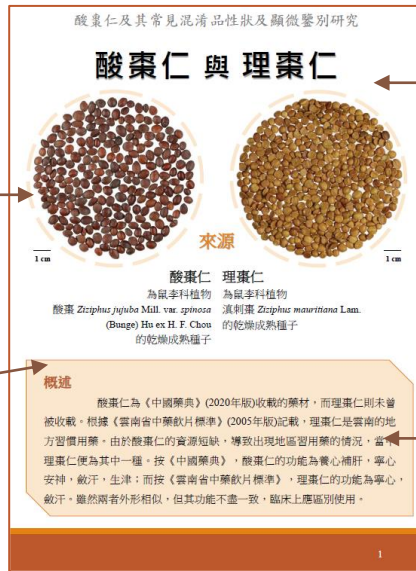 酸棗仁及其常見混淆品性狀及顯微鑒別研究
酸棗仁 與 理棗仁
1 cm
1 cm
來源
酸棗仁
為鼠李科植物
酸棗 Ziziphus jujuba Mill. var. spinosa
(Bunge) Hu ex H. F. Chou
的乾燥成熟種子
理棗仁
為鼠李科植物
滇刺棗 Ziziphus mauritiana Lam.
的乾燥成熟種子
概述
酸棗仁為《中國藥典》(2020年版)收載的藥材，而理棗仁則未曾
被收載。根據《雲南省中藥飲片標準》(2005年版)記載，理棗仁是雲南的地
方習慣用藥。由於酸棗仁的資源短缺，導致出現地區習用藥的情況，當
理棗仁便為其中一種。按《中國藥典》，酸棗仁的功能為養心補肝，寧心
安神，斂汗，生津；而按《雲南省中藥飲片標準》，理棗仁的功能為寧心，
斂汗。雖然兩者外形相似，但其功能不盡一致，臨床上應區別使用。
1